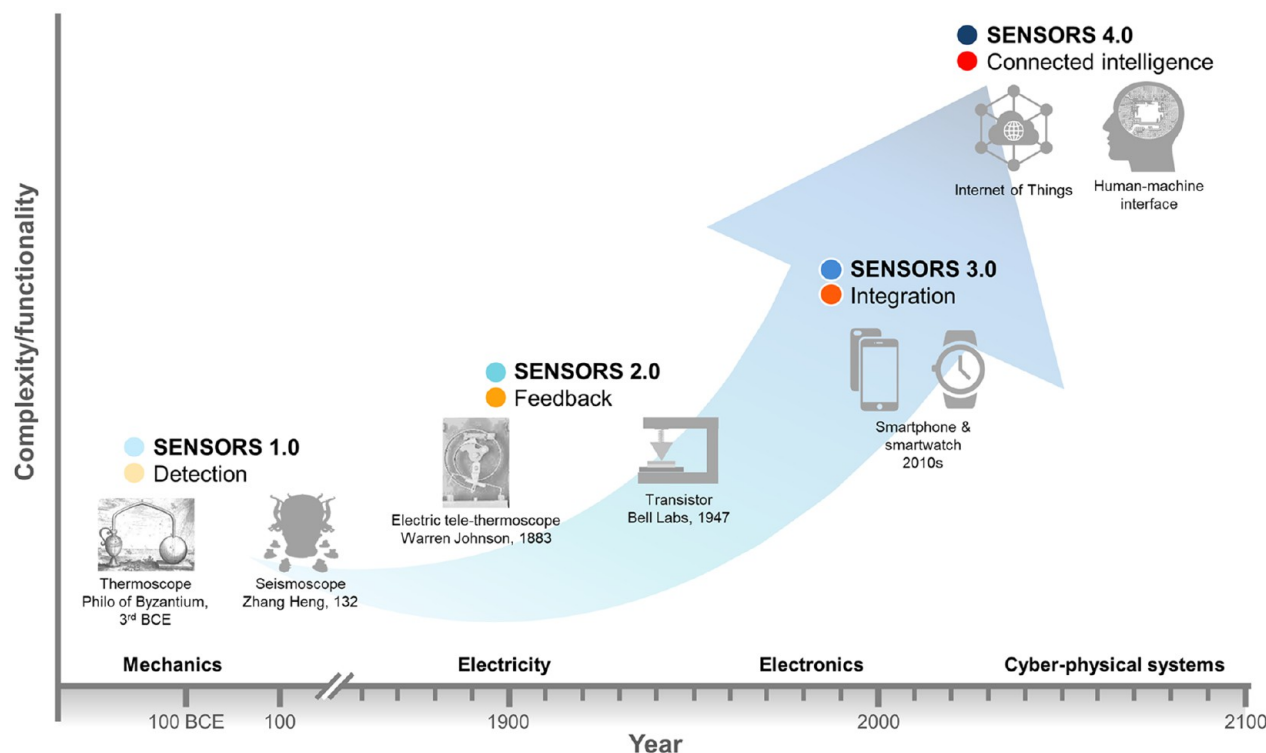 SENSORS 4.0
Connected intelligence
Internet of Things
Human-machine
interface
SENSORS 3.0
Integration
Smartphone &
smartwatch
2010s
SENSORS 2.0
Feedback
Electric tele-thermoscope
Warren Johnson, 1883
Transistor
Bell Labs, 1947
SENSORS 1.0
Detection
Thermoscope
Philo of Byzantium,
3rd BCE
Seismoscope
Zhang Heng, 132
Complexity/functionality
Mechanics
Electricity
Electronics
Cyber-physical systems
100 BCE
100
1900
2000
2100
Year